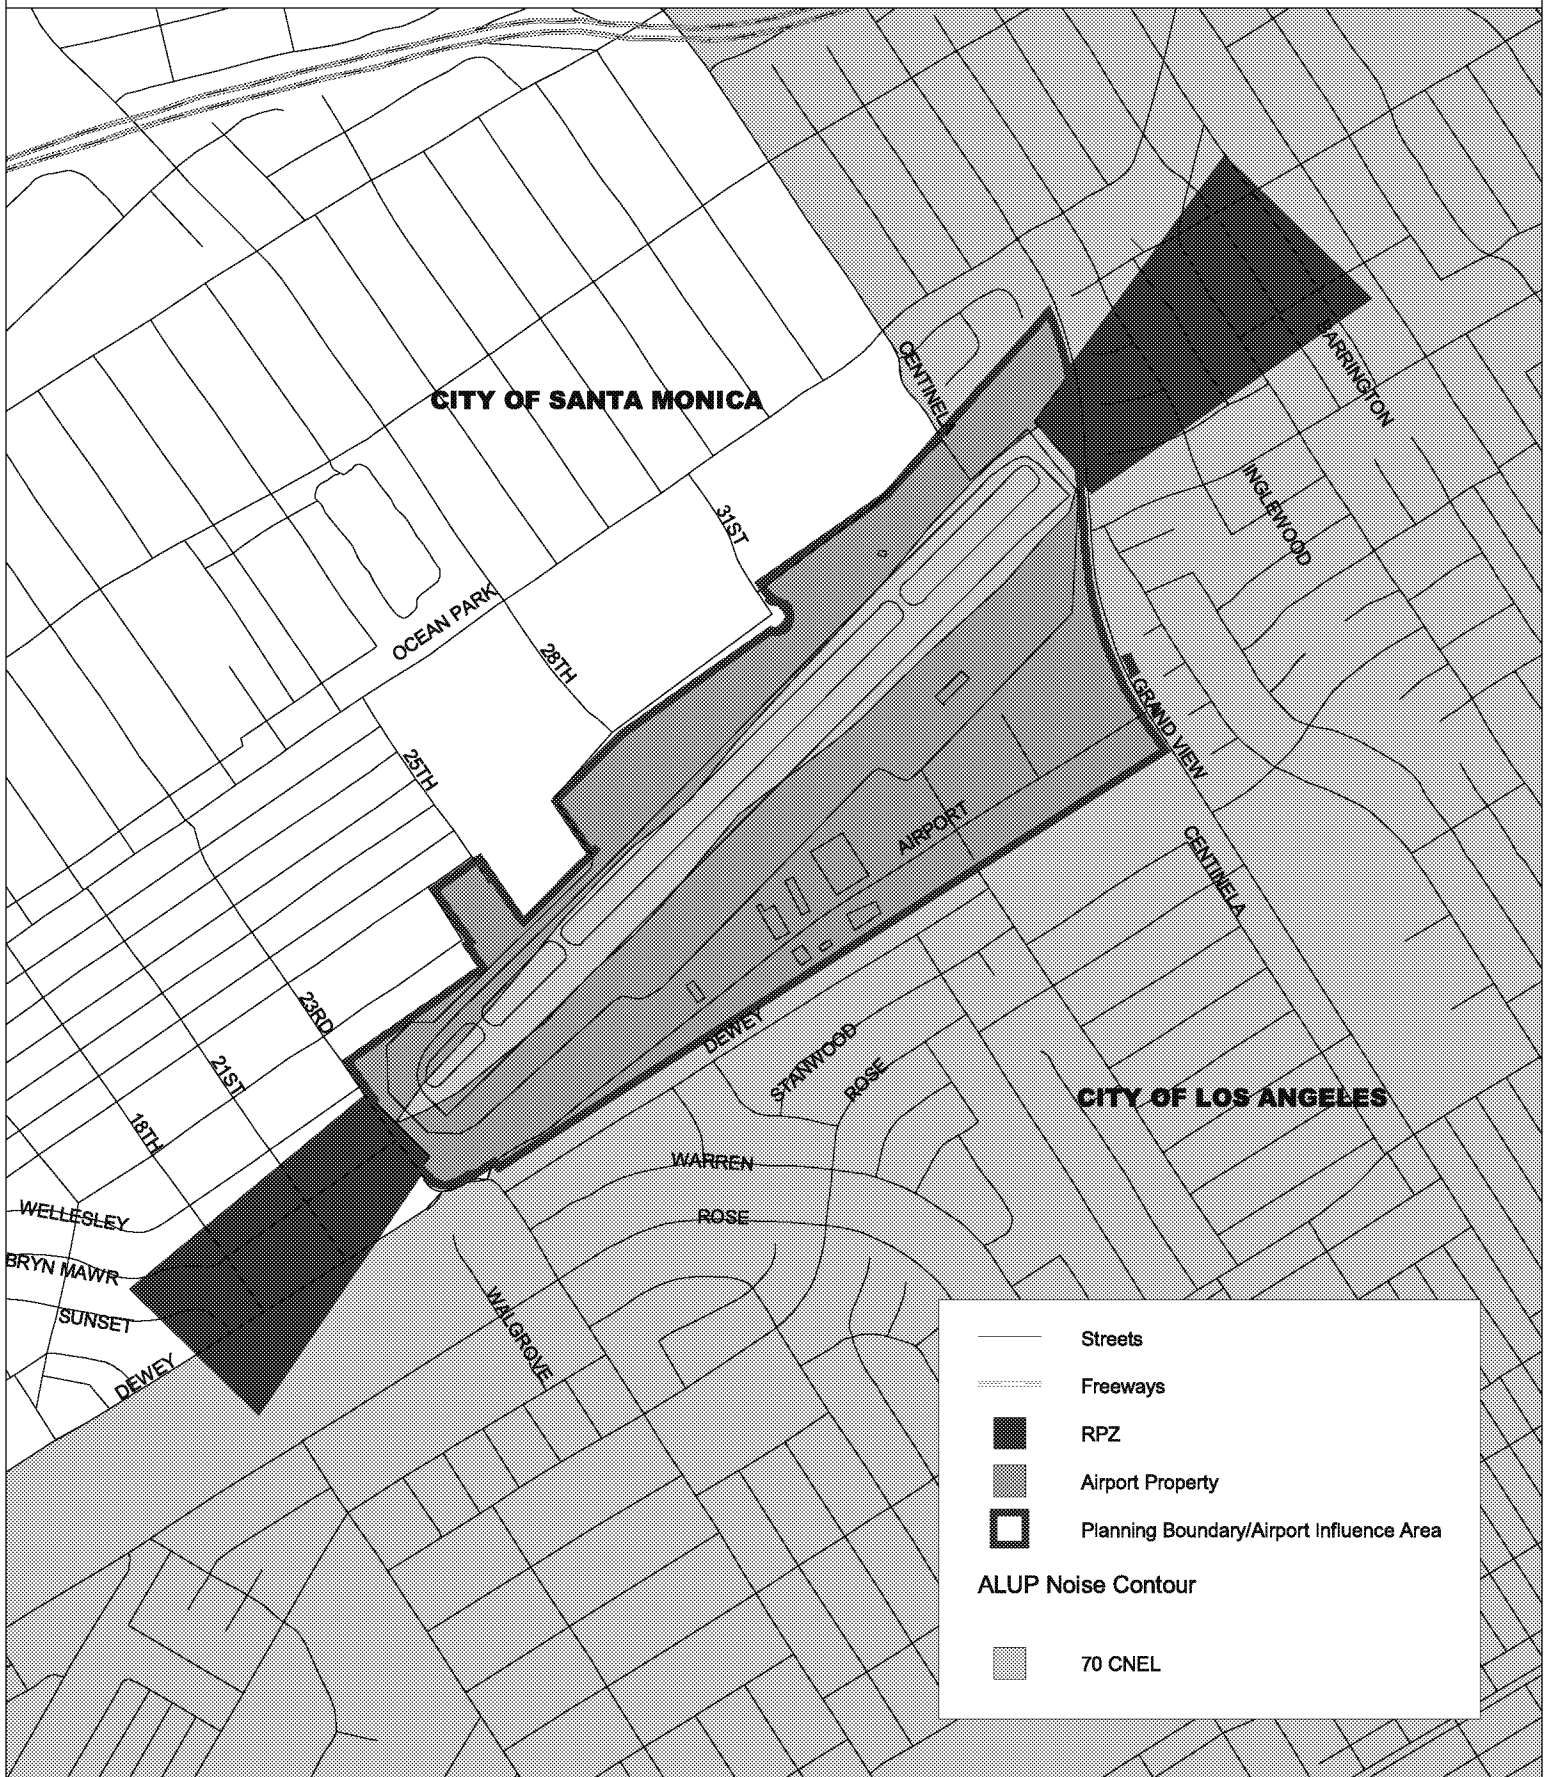 CITY OF SANTA MONICA
CENTINELA
BARRINGTON
INGLEWOOD
31ST
OCEAN PARK
28TH
GRAND VIEW
25TH
AIRPORT
CENTINELA
23RD
DEWEY
STANWOOD
ROSE
21ST
CITY OF LOS ANGELES
18TH
WARREN
WELLESLEY
ROSE
BRYN MAWR
SUNSET
WALGROVE
DEWEY
Streets
Freeways
RPZ
Airport Property
Planning Boundary/Airport Influence Area
ALUP Noise Contour
70 CNEL